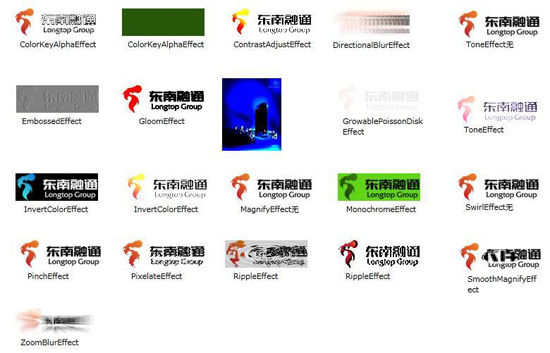 东南融通
Longtop Group
ColorKeyAlphaEffect
ColorKeyAlphaEffect
东南融通
Longtop Group
ContrastAdjustEffect
DirectionalBlurEffect
东南融通
Longtop Group
ToneEffect无
EmbossedEffect
东南融通
Longtop Group
GloomEffect
东南融通
Longtop Group
GrowablePoissonDisk
Effect
东南融通
Longtop Group
ToneEffect
东南融通
Longtop Group
InvertColorEffect
东南融通
Longtop Group
InvertColorEffect
东南融通
Longtop Group
MagnifyEffect无
东南融通
Longtop Group
MonochromeEffect
东南融通
Longtop Group
SwirlEffect无
东南融通
Longtop Group
PinchEffect
东南融通
Longtop Group
PixelateEffect
RippleEffect
东南融通
Longtop Group
RippleEffect
Longtop Group
SmoothMagnifyEff
ect
ZoomBlurEffect